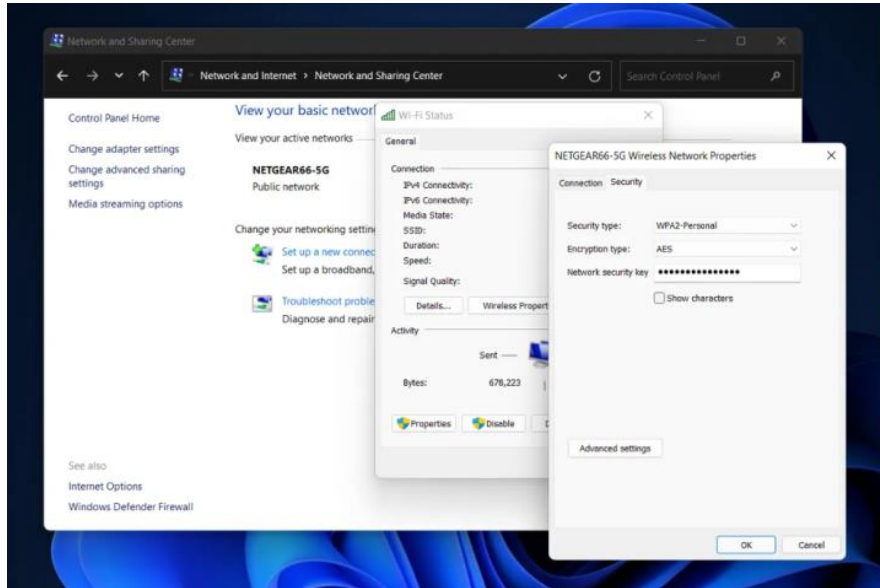 Network and Sharing Center
Network and Internet › Network and Sharing Center
Search Control Panel
Control Panel Home
Change adapter settings
Change advanced sharing
settings
Media streaming options
See also
Internet Options
Windows Defender Firewall
View your basic networ
View your active networks
NETGEAR66-5G
Public network
Change your networking settin
Set up a new connec
Set up a broadband,
Troubleshoot proble
Diagnose and repair
Wi-Fi Status
General
Connection
IPv4 Connectivity:
IPv6 Connectivity:
Media State:
SSID:
Duration:
Speed:
Signal Quality:
Details... Wireless Propert
Activity
Sent
Bytes: 678,223
Properties Disable
NETGEAR66-5G Wireless Network Properties
Connection Security
Security type: WPA2-Personal
Encryption type: AES
Network security key •••••••••••••••
Show characters
Advanced settings
OK Cancel